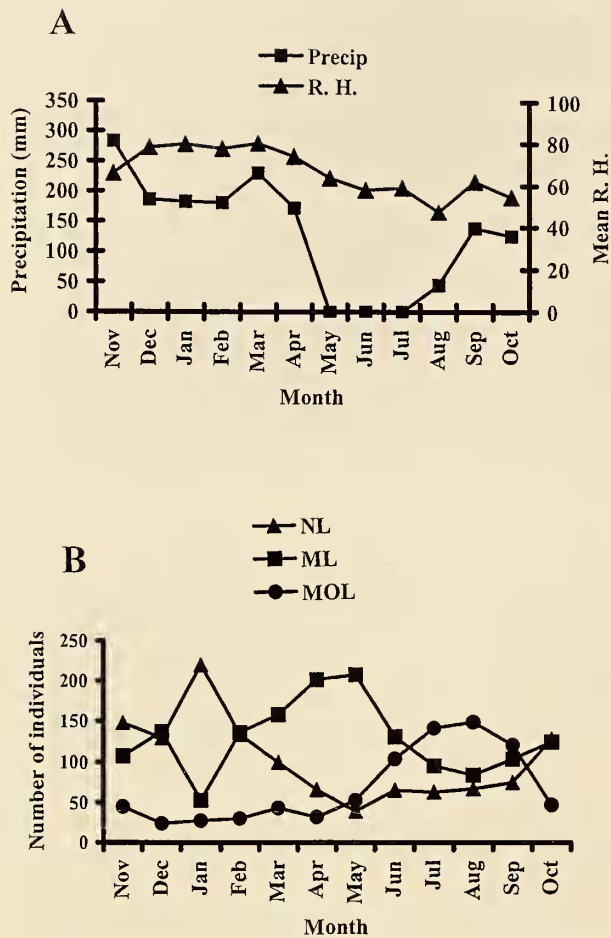 A
Precip
R. H.
Precipitation (mm)
350
300
250
200
150
100
50
0
100
80
60
40
20
0
Mean R. H.
Nov Dec Jan Feb Mar Apr May Jun Jul Aug Sep Oct
Month
B
NL
ML
MOL
Number of individuals
250
200
150
100
50
0
Nov Dec Jan Feb Mar Apr May Jun Jul Aug Sep Oct
Month